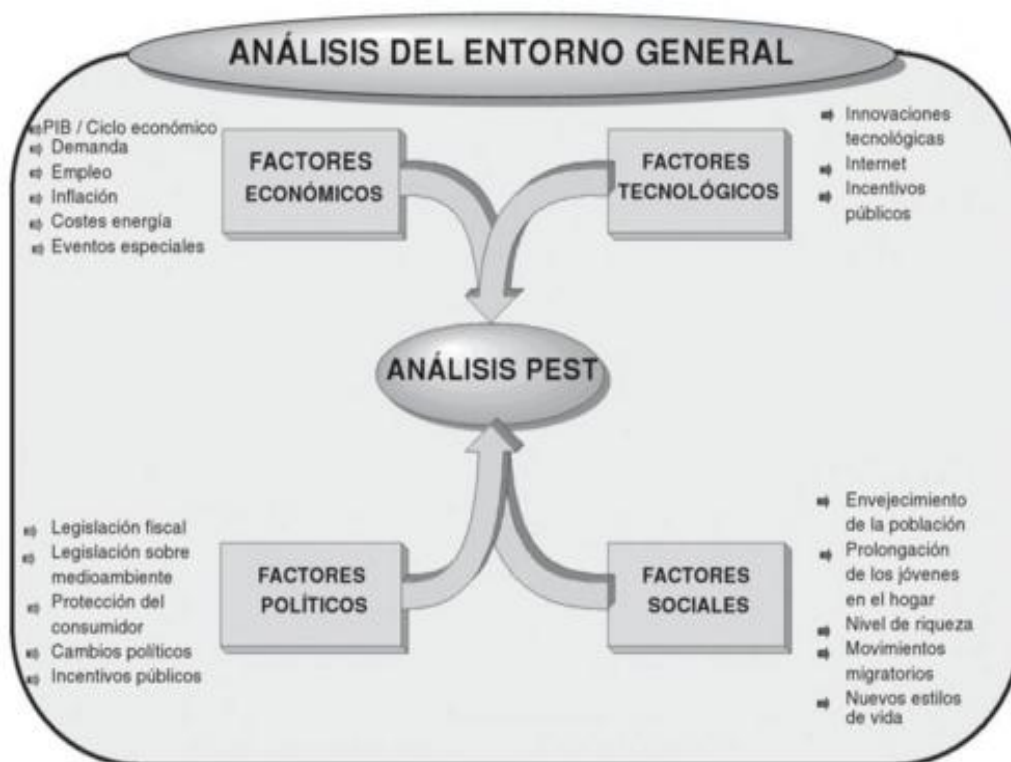 ANÁLISIS DEL ENTORNO GENERAL
PIB / Ciclo económico
Demanda
Empleo
Inflación
Costes energía
Eventos especiales
FACTORES
ECONÓMICOS
FACTORES
TECNOLÓGICOS
Innovaciones
tecnológicas
Internet
Incentivos
públicos
ANÁLISIS PEST
Legislación fiscal
Legislación sobre
medioambiente
Protección del
consumidor
Cambios políticos
Incentivos públicos
FACTORES
POLÍTICOS
FACTORES
SOCIALES
Envejecimiento
de la población
Prolongación
de los jóvenes
en el hogar
Nivel de riqueza
Movimientos
migratorios
Nuevos estilos
de vida